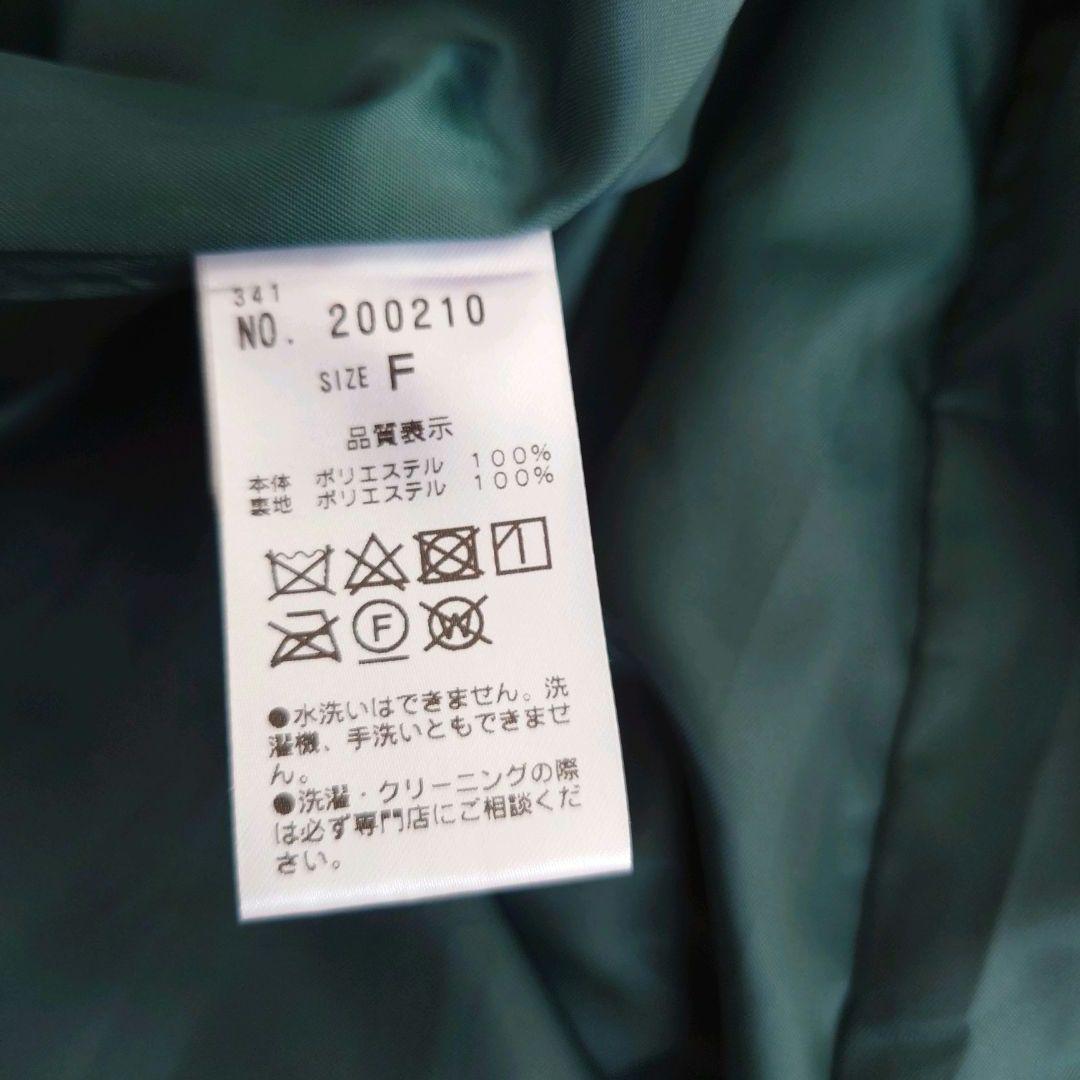 341
NO. 200210
SIZE F
品質表示
本体 ポリエステル 100%
裏地 ポリエステル 100%
F
W
●水洗いはできません。洗
濯機、手洗いともできませ
ん。
●洗濯・クリーニングの際
は必ず専門店にご相談くだ
さい。